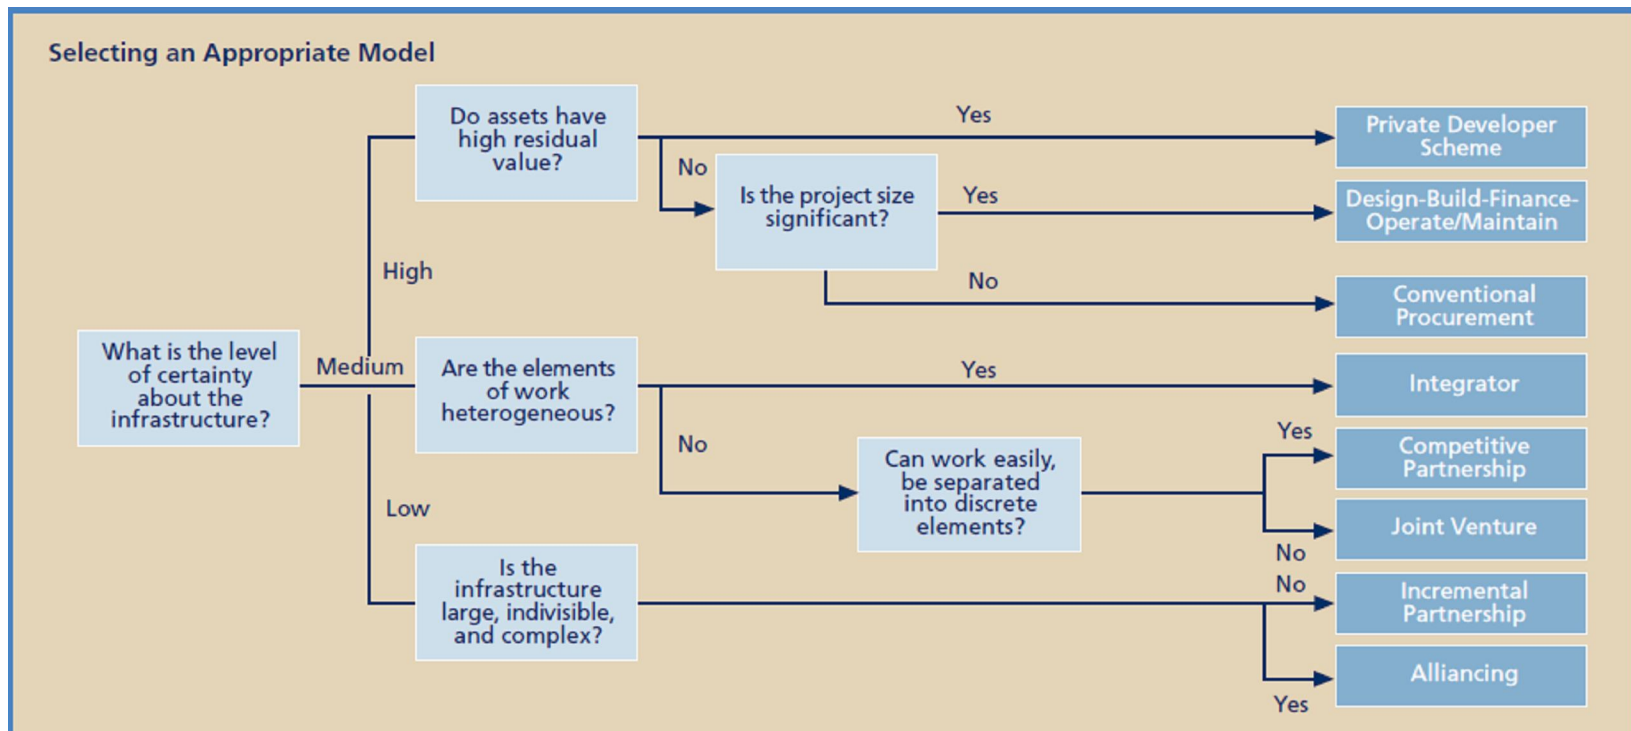 Selecting an Appropriate Model
Do assets have
high residual
value?
Yes
Private Developer
Scheme
No
Is the project size
significant?
Yes
Design-Build-Finance-
Operate/Maintain
High
No
Conventional
Procurement
What is the level
of certainty
about the
infrastructure?
Medium
Are the elements
of work
heterogeneous?
Yes
Integrator
No
Can work easily,
be separated
into discrete
elements?
Yes
Competitive
Partnership
Low
Joint Venture
No
Is the
infrastructure
large, indivisible,
and complex?
No
Incremental
Partnership
Alliancing
Yes